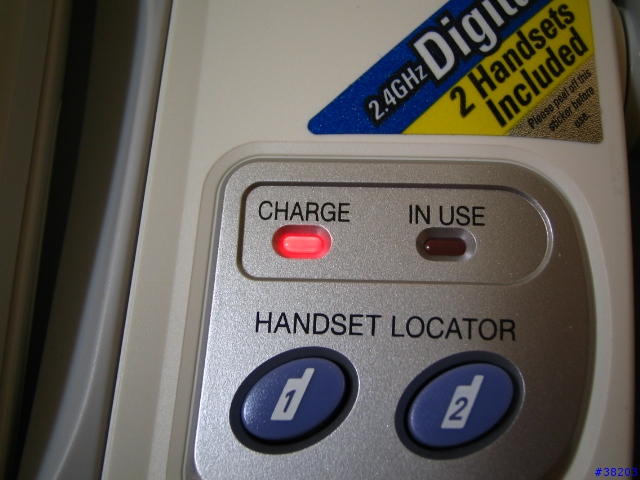 2.4GHz Digit
2 Handsets
Included
Please peel off this
sticker before
use.
CHARGE IN USE
HANDSET LOCATOR
1 2
#38203